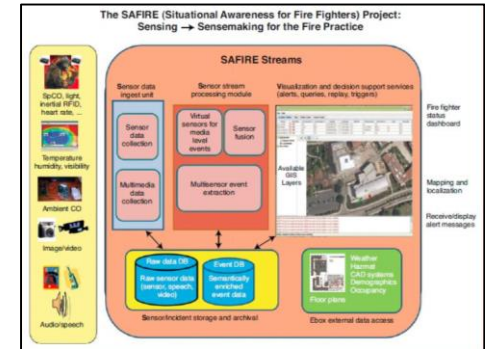 The SAFIRE (Situational Awareness for Fire Fighters) Project:
Sensing → Sensemaking for the Fire Practice
SAFIRE Streams
SpCO, light,
inertial RFID,
heart rate, ...
Temperature
humidity, visibility
Ambient CO
Image/video
Audio/speech
Sensor data
ingest unit
Sensor
data
collection
Multimedia
data
collection
Sensor stream
processing module
Virtual
sensors for
media
level
events
Sensor
fusion
Multisensor event
extraction
Visualization and decision support services
(alerts, queries, replay, triggers)
Available
GIS
Layers
Fire fighter
status
dashboard
Mapping and
localization
Receive/display
alert messages
Raw data DB
Raw sensor data
(sensor, speech,
video)
Event DB
Semantically
enriched
event data
Sensor/incident storage and archival
Floor plans
Weather
Hazmat
CAD systems
Demographics
Occupancy
Ebox external data access